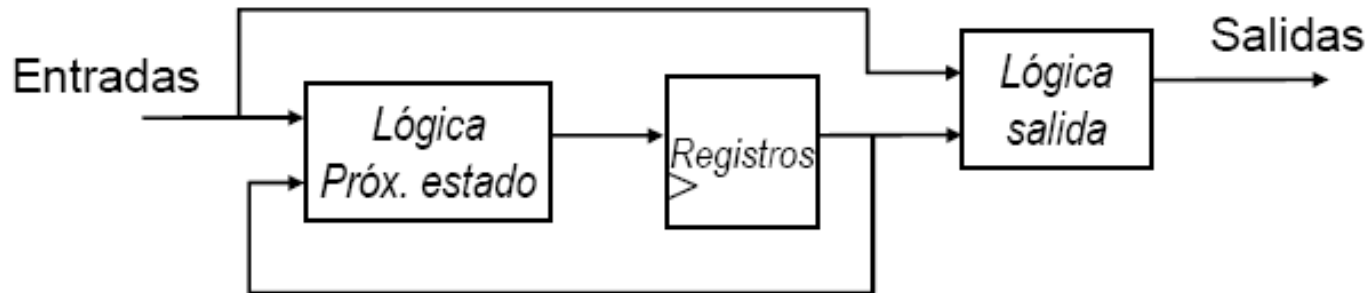 Entradas
Lógica
Próx. estado
Registros
Lógica
salida
Salidas